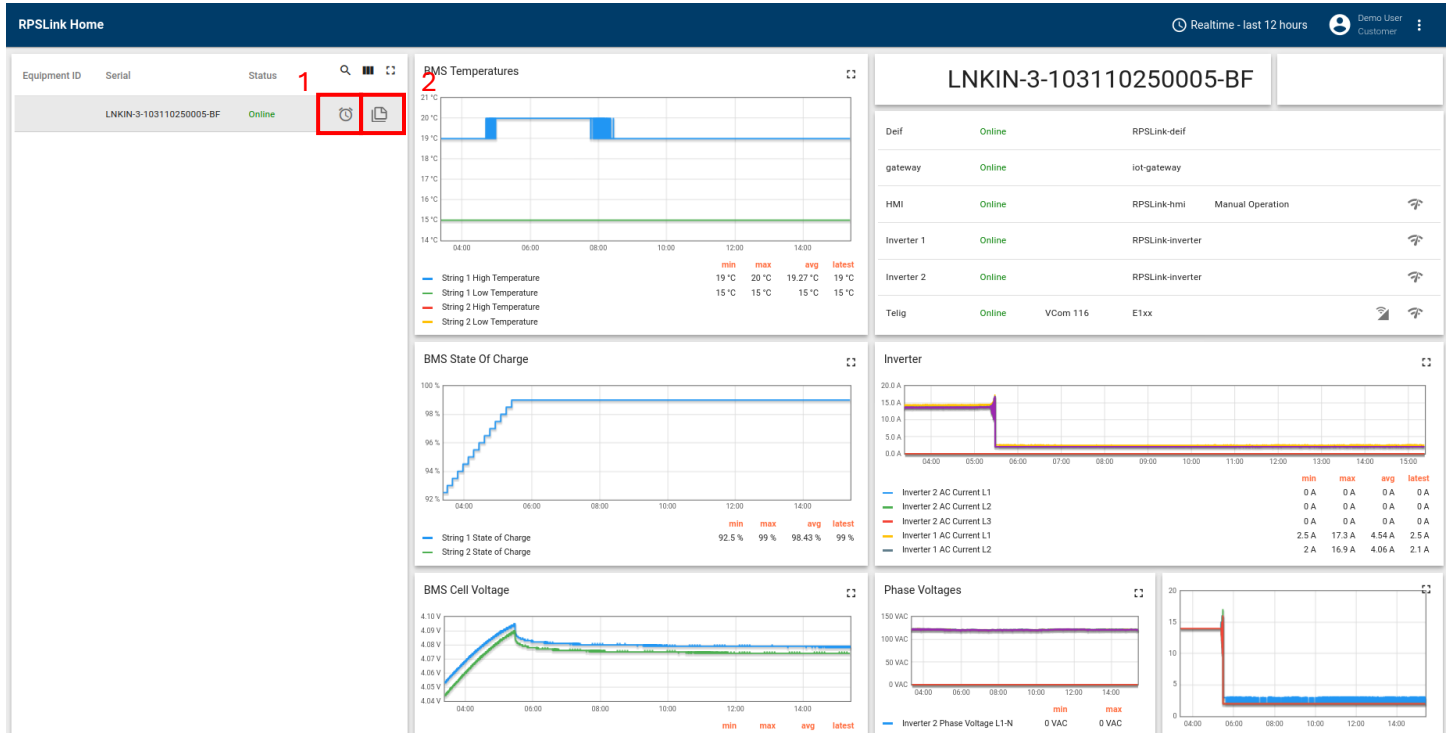 RPSLink Home
Realtime - last 12 hours
Demo User
Customer
Equipment ID Serial Status
1
LNKIN-3-103110250005-BF Online
2
BMS Temperatures
21 °C
20 °C
19 °C
18 °C
17 °C
16 °C
15 °C
14 °C
04:00 06:00 08:00 10:00 12:00 14:00
min max avg latest
String 1 High Temperature 19 °C 20 °C 19.27 °C 19 °C
String 1 Low Temperature 15 °C 15 °C 15 °C 15 °C
String 2 High Temperature
String 2 Low Temperature
LNKIN-3-103110250005-BF
Deif Online RPSLink-deif
gateway Online iot-gateway
HMI Online RPSLink-hmi Manual Operation
Inverter 1 Online RPSLink-inverter
Inverter 2 Online RPSLink-inverter
Telig Online VCom 116 E1xx
BMS State Of Charge
100 %
98 %
96 %
94 %
92 %
04:00 06:00 08:00 10:00 12:00 14:00
min max avg latest
String 1 State of Charge 92.5 % 99 % 98.43 % 99 %
String 2 State of Charge
Inverter
20.0 A
15.0 A
10.0 A
5.0 A
0.0 A
04:00 05:00 06:00 07:00 08:00 09:00 10:00 11:00 12:00 13:00 14:00 15:00
min max avg latest
Inverter 2 AC Current L1 0 A 0 A 0 A 0 A
Inverter 2 AC Current L2 0 A 0 A 0 A 0 A
Inverter 2 AC Current L3 0 A 0 A 0 A 0 A
Inverter 1 AC Current L1 2.5 A 17.3 A 4.54 A 2.5 A
Inverter 1 AC Current L2 2 A 16.9 A 4.06 A 2.1 A
BMS Cell Voltage
4.10 V
4.09 V
4.08 V
4.07 V
4.06 V
4.05 V
4.04 V
04:00 06:00 08:00 10:00 12:00 14:00
min max avg latest
Phase Voltages
150 VAC
100 VAC
50 VAC
0 VAC
04:00 06:00 08:00 10:00 12:00 14:00
min max
Inverter 2 Phase Voltage L1-N 0 VAC 0 VAC
20
15
10
5
0
04:00 06:00 08:00 10:00 12:00 14:00